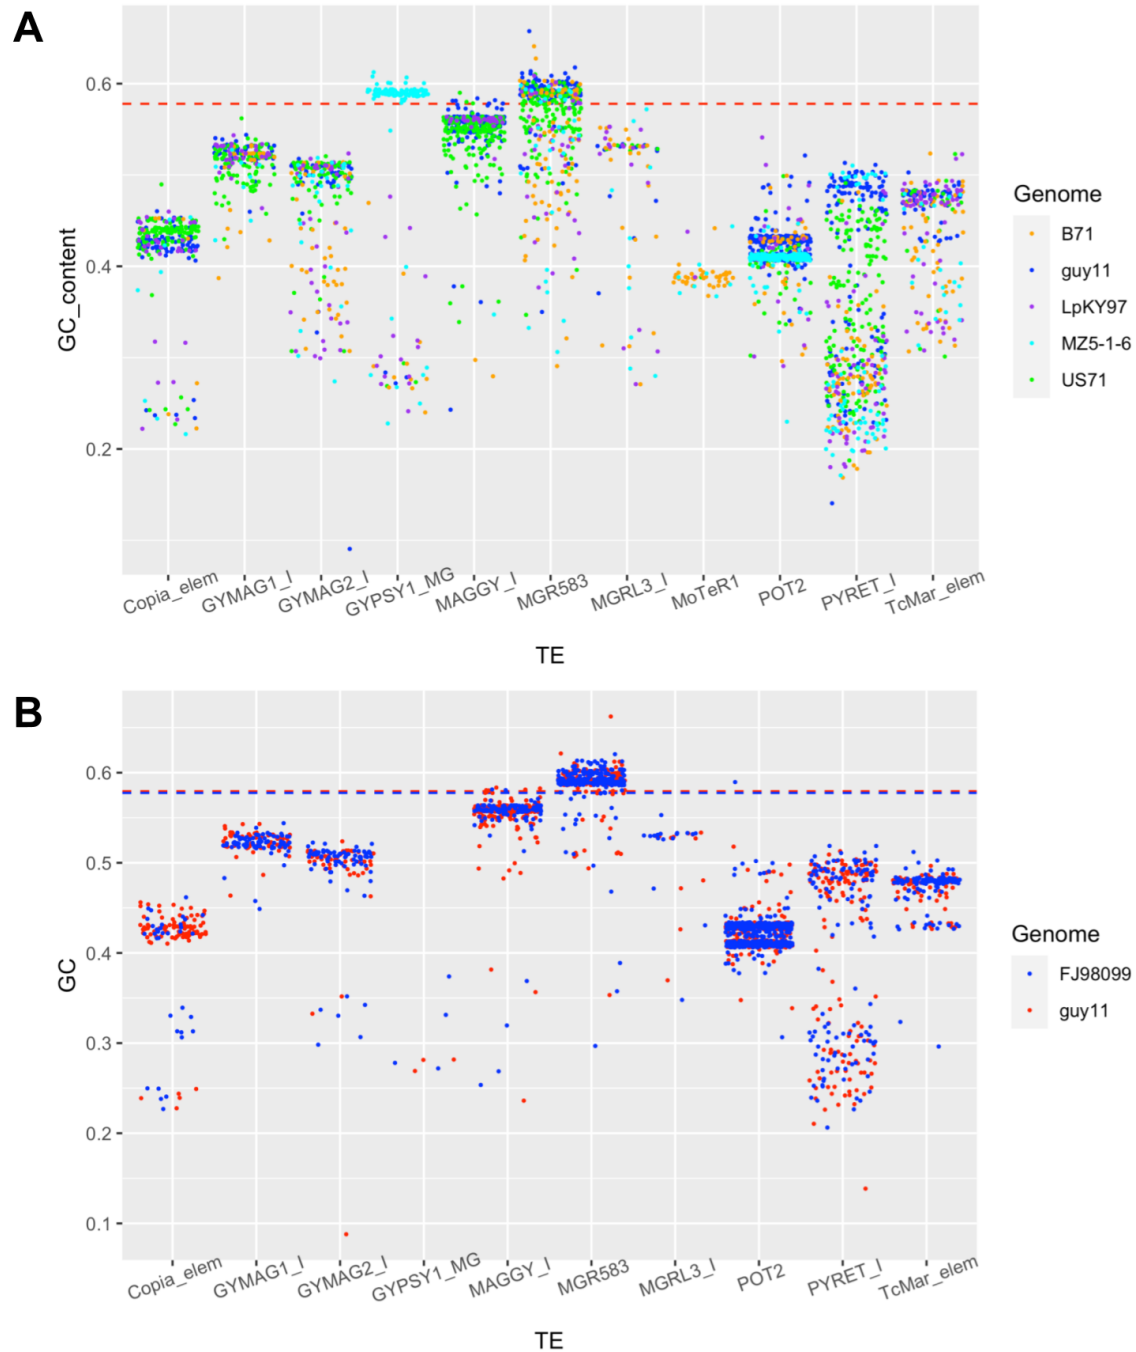 A
0.6
0.4
0.2
GC_content
Copia_elem GYMAG1_I GYMAG2_I GYPSY1_MG MAGGY_I MGR583 MGRL3_I MoTeR1 POT2 PYRET_I TcMar_elem
TE
Genome
B71
guy11
LpKY97
MZ5-1-6
US71
B
0.6
0.5
0.4
0.3
0.2
0.1
GC
Copia_elem GYMAG1_I GYMAG2_I GYPSY1_MG MAGGY_I MGR583 MGRL3_I POT2 PYRET_I TcMar_elem
TE
Genome
FJ98099
guy11